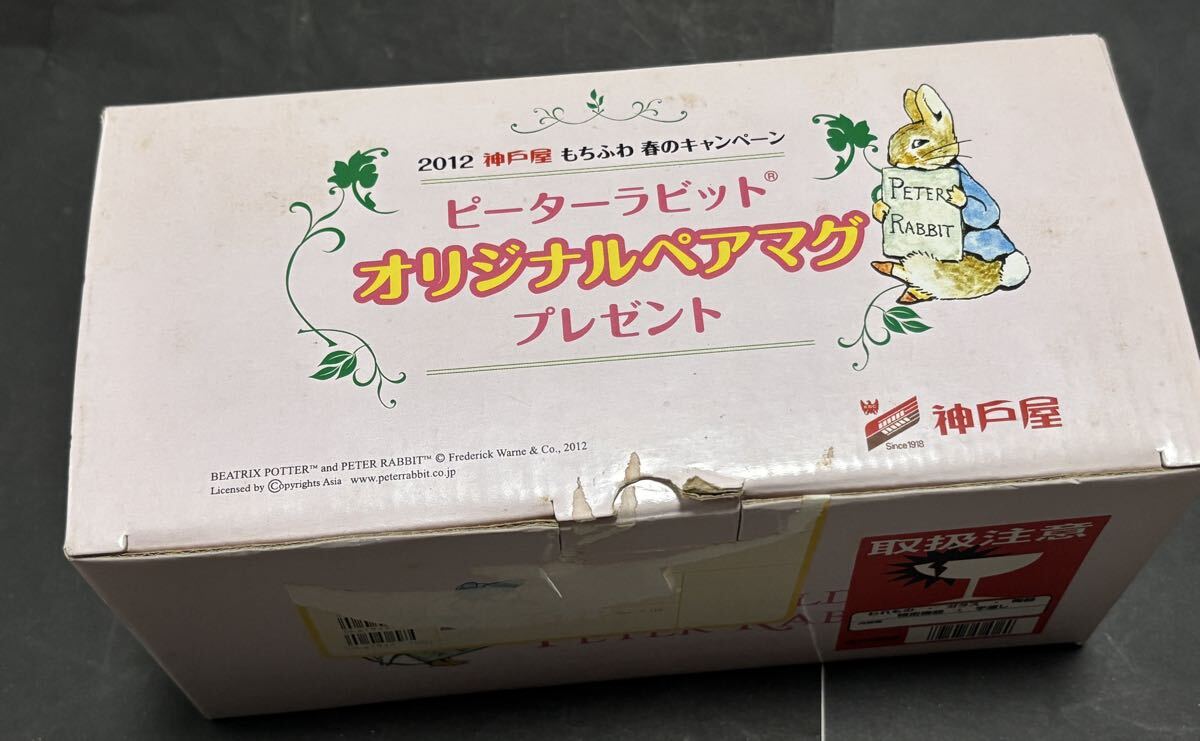 2012 神戸屋 もちふわ 春のキャンペーン
ピーターラビット®
オリジナルペアマグ
プレゼント
PETER
RABBIT
Since1918
神戸屋
BEATRIX POTTER™ and PETER RABBIT™ © Frederick Warne & Co., 2012
Licensed by Ⓒopyrights Asia www.peterrabbit.co.jp
取扱注意
PETER RAB